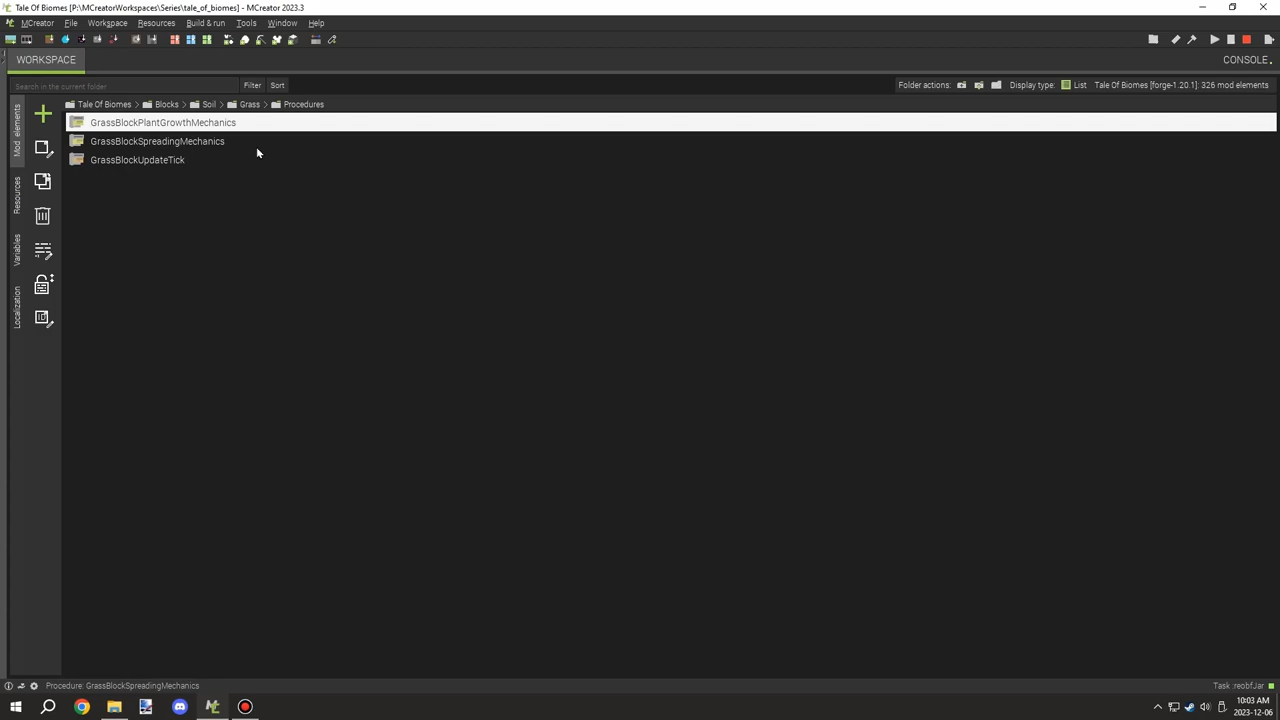 Tale Of Biomes [P:\MCreatorWorkspaces\Series\tale_of_biomes] - MCreator 2023.3
MCreator File Workspace Resources Build & run Tools Window Help
WORKSPACE
CONSOLE
Search in the current folder
Filter Sort
Folder actions: Display type: List Tale Of Biomes [forge-1.20.1]: 326 mod elements
Tale Of Biomes > Blocks > Soil > Grass > Procedures
Mod elements
Resources
Variables
Localization
GrassBlockPlantGrowthMechanics
GrassBlockSpreadingMechanics
GrassBlockUpdateTick
Procedure: GrassBlockSpreadingMechanics
Task :reobfJar
10:03 AM
2023-12-06